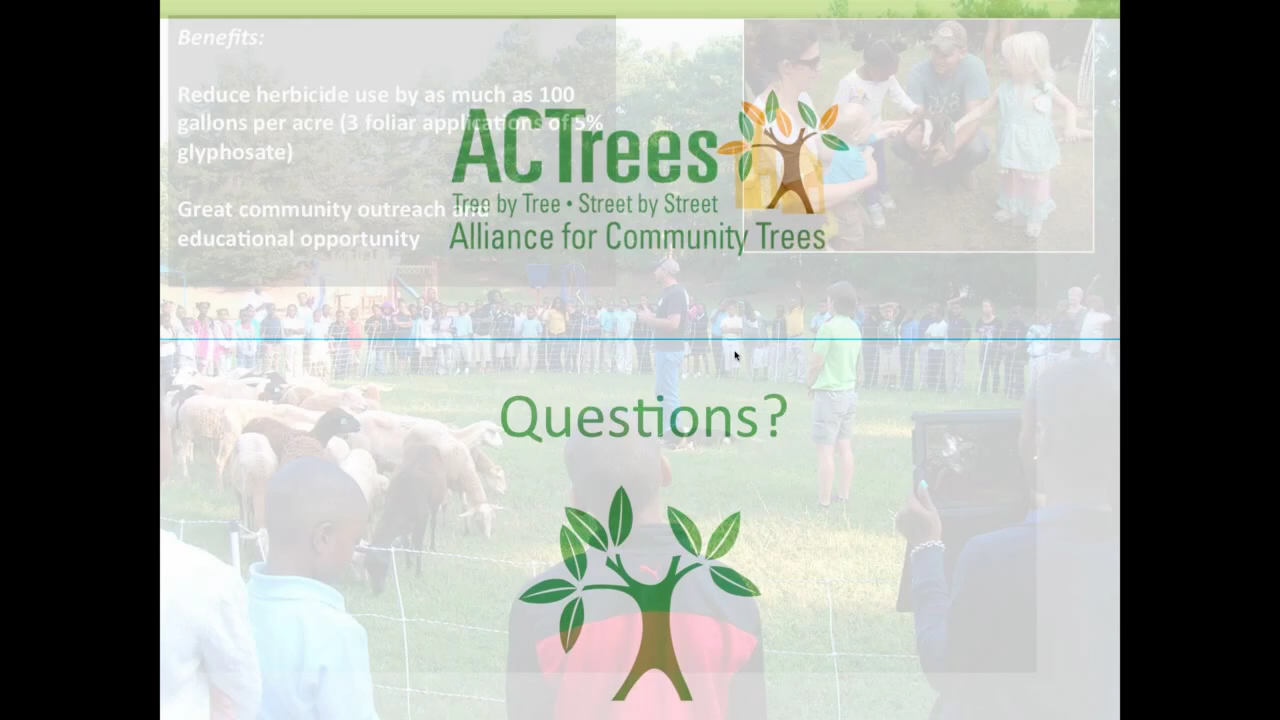 Benefits:
Reduce herbicide use by as much as 100
gallons per acre (3 foliar applications of 5%
glyphosate)
Great community outreach and
educational opportunity
ACTrees
Tree by Tree • Street by Street
Alliance for Community Trees
Questions?